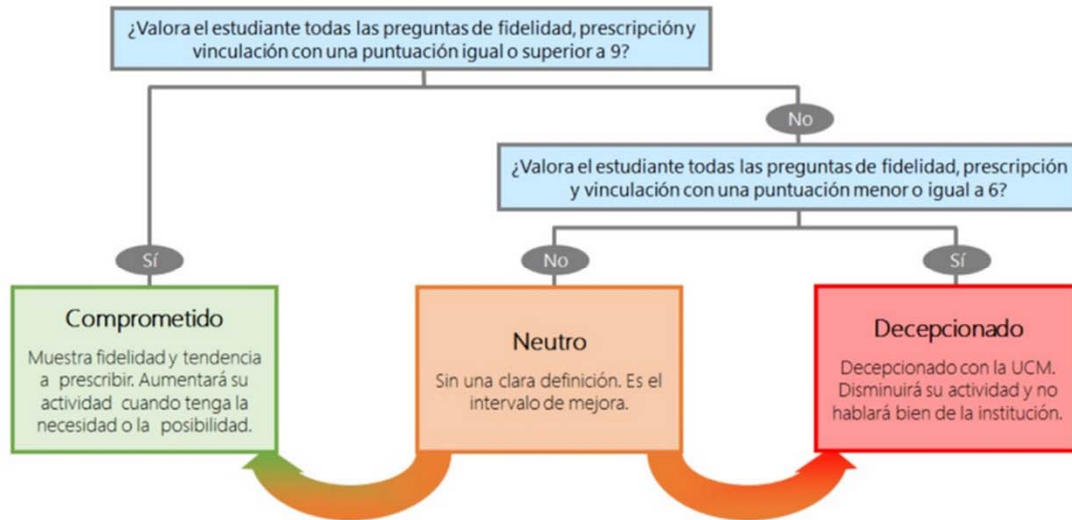 ¿Valora el estudiante todas las preguntas de fidelidad, prescripción y
vinculación con una puntuación igual o superior a 9?
No
¿Valora el estudiante todas las preguntas de fidelidad, prescripción
y vinculación con una puntuación menor o igual a 6?
Sí
No
Sí
Comprometido
Muestra fidelidad y tendencia
a prescribir. Aumentará su
actividad cuando tenga la
necesidad o la posibilidad.
Neutro
Sin una clara definición. Es el
intervalo de mejora.
Decepcionado
Decepcionado con la UCM.
Disminuirá su actividad y no
hablará bien de la institución.